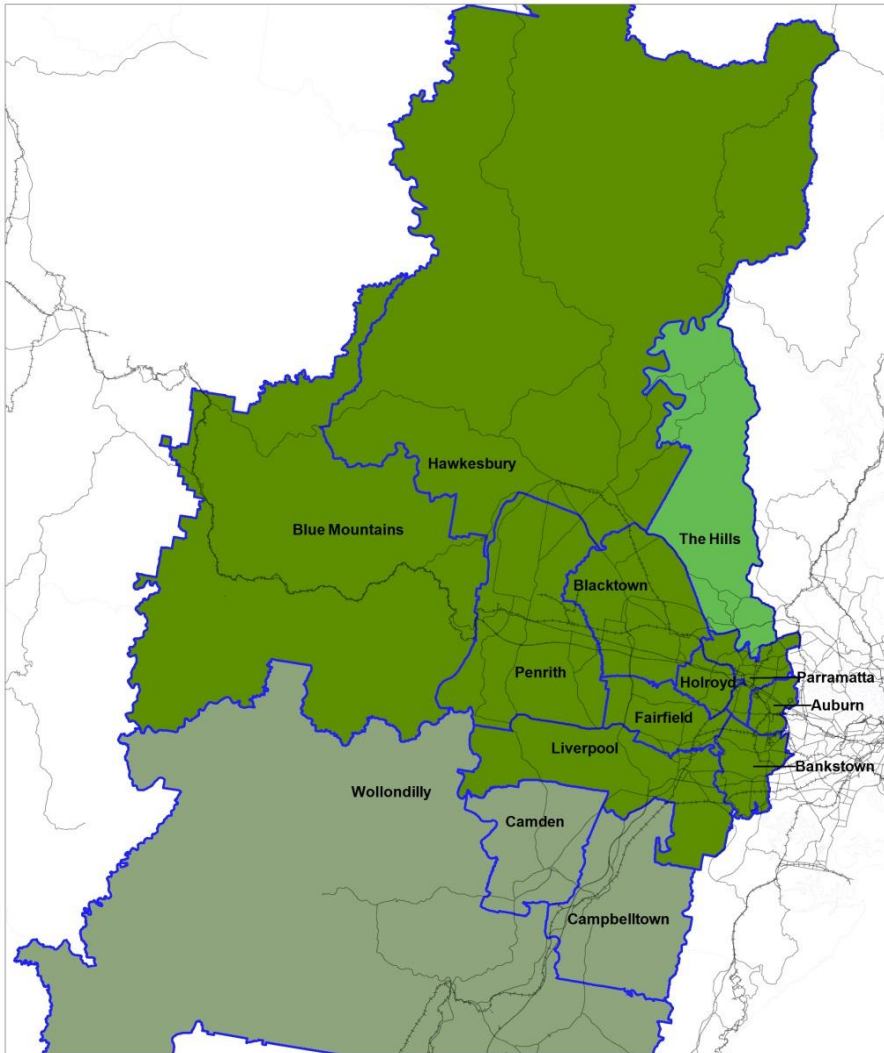 Hawkesbury
Blue Mountains
The Hills
Blacktown
Penrith
Holroyd
Parramatta
Auburn
Fairfield
Liverpool
Bankstown
Wollondilly
Camden
Campbelltown